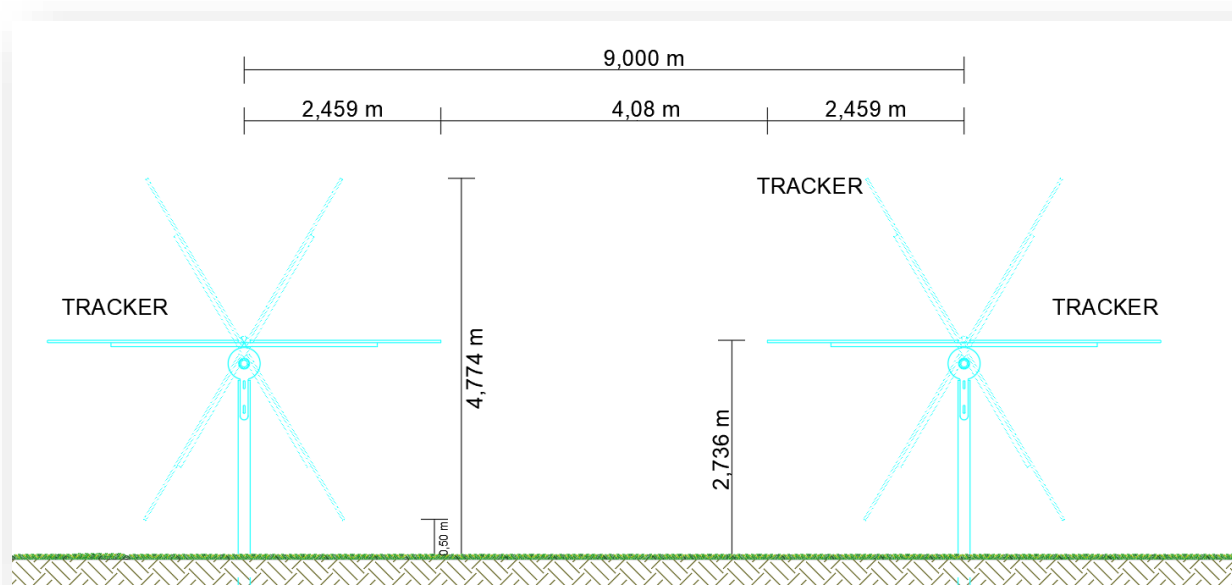 9,000 m
2,459 m
4,08 m
2,459 m
TRACKER
TRACKER
TRACKER
4,774 m
2,736 m
0,50 m